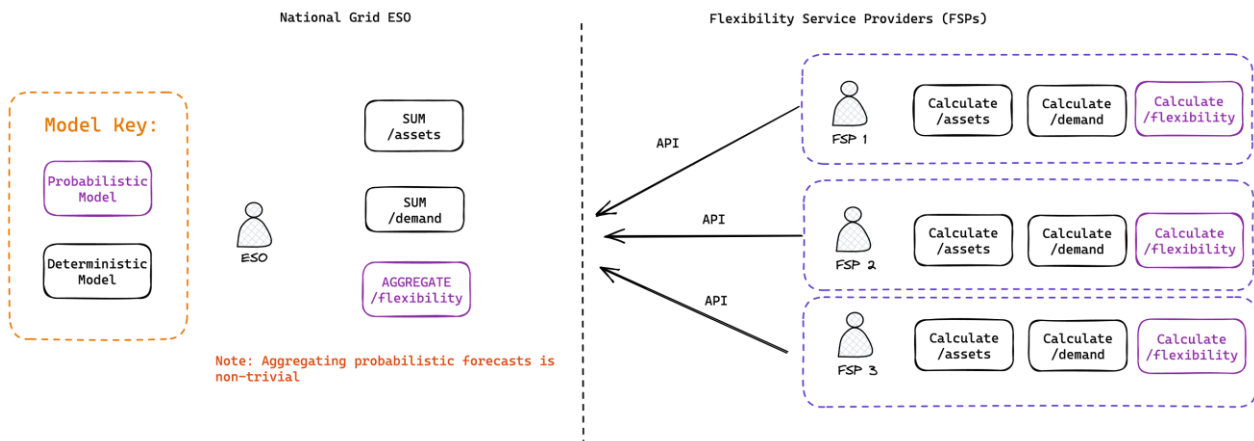 National Grid ESO
Flexibility Service Providers (FSPs)
Model Key:
Probabilistic
Model
Deterministic
Model
ESO
SUM
/assets
SUM
/demand
AGGREGATE
/flexibility
Note: Aggregating probabilistic forecasts is
non-trivial
API
API
API
FSP 1
Calculate
/assets
Calculate
/demand
Calculate
/flexibility
FSP 2
Calculate
/assets
Calculate
/demand
Calculate
/flexibility
FSP 3
Calculate
/assets
Calculate
/demand
Calculate
/flexibility